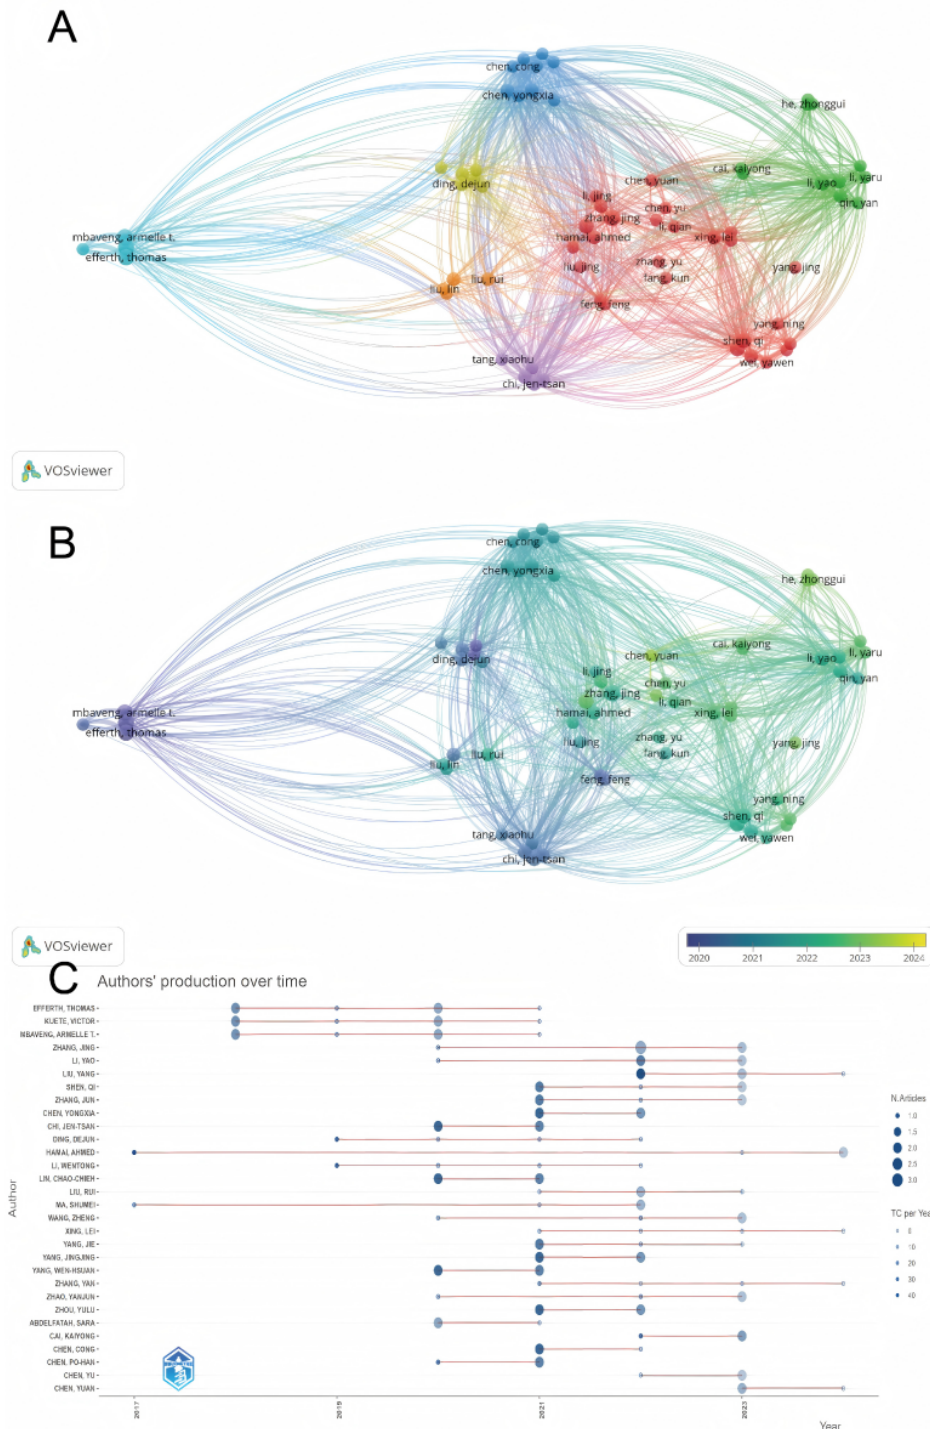 A
chen, cong
chen, yongxia
he, zhonggui
ding, dejun
chen, yuan
cai, kaiyong
li, yao
li, yaru
li, jing
qin, yan
chen, yu
zhang, jing
li, qian
mbaveng, armelle t.
hamai, ahmed
xing, lei
efferth, thomas
liu, jing
zhang, yu
yang, jing
liu, lin
liu, rui
fang, kun
feng, feng
yang, ning
shen, qi
tang, xiaohu
wei, yawen
chi, jen-tsan
VOSviewer
B
chen, cong
chen, yongxia
he, zhonggui
ding, dejun
chen, yuan
cai, kaiyong
li, yao
li, yaru
li, jing
qin, yan
chen, yu
zhang, jing
li, qian
mbaveng, armelle t.
hamai, ahmed
xing, lei
efferth, thomas
liu, jing
zhang, yu
yang, jing
liu, lin
liu, rui
fang, kun
feng, feng
yang, ning
shen, qi
tang, xiaohu
wei, yawen
chi, jen-tsan
VOSviewer
2020 2021 2022 2023 2024
C Authors' production over time
EFFERTH, THOMAS
KUETE, VICTOR
MBAVENG, ARMELLE T.
ZHANG, JING
LI, YAO
LIU, YANG
SHEN, QI
ZHANG, JUN
CHEN, YONGXIA
CHI, JEN-TSAN
DING, DEJUN
HAMAI, AHMED
LI, WENTONG
LIN, CHAO-CHIEH
LIU, RUI
MA, SHUMEI
WANG, ZHENG
XING, LEI
YANG, JIE
YANG, JINGJING
YANG, WEN-HSUAN
ZHANG, YAN
ZHAO, YANJUN
ZHOU, YULU
ABDELFATAH, SARA
CAI, KAIYONG
CHEN, CONG
CHEN, PO-HAN
CHEN, YU
CHEN, YUAN
Author
2017 2019 2021 2023
Year
N.Articles
1.0
1.5
2.0
2.5
3.0
TC per Yea
0
10
20
30
40